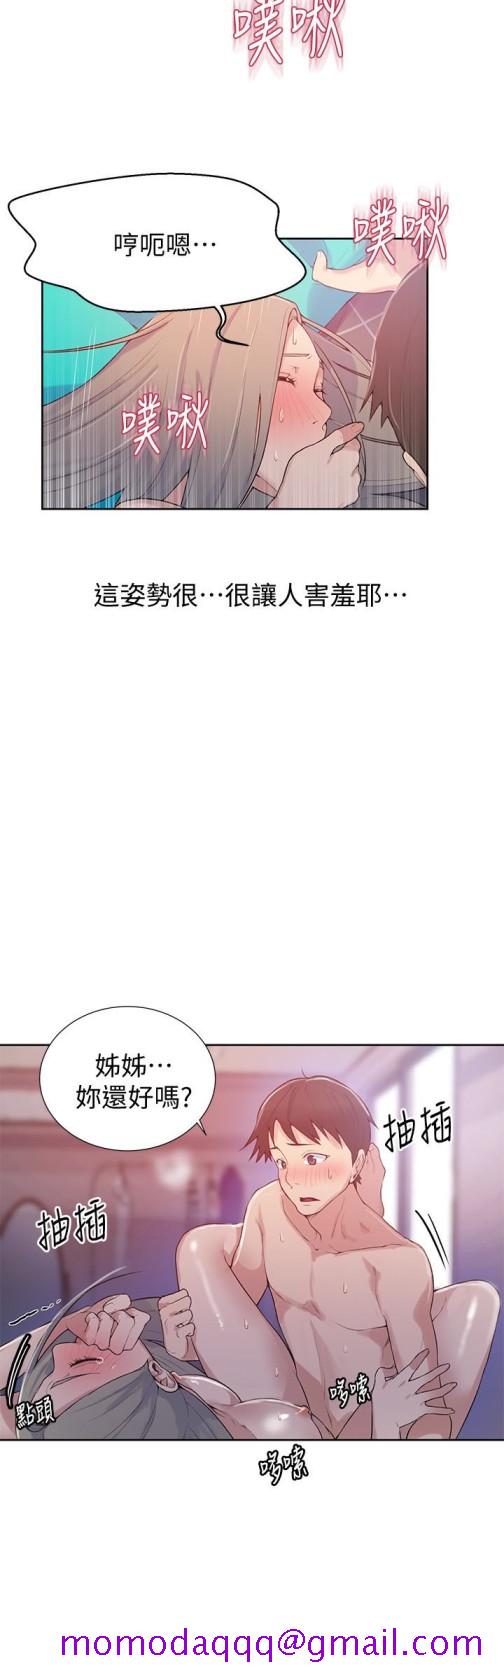 噗啾
噗啾
哼呃嗯…
噗啾
這姿勢很…很讓人害羞耶…
姊姊…
妳還好嗎?
抽插
抽插
點頭
哆嗦
哆嗦
momodaqqq@gmail.com